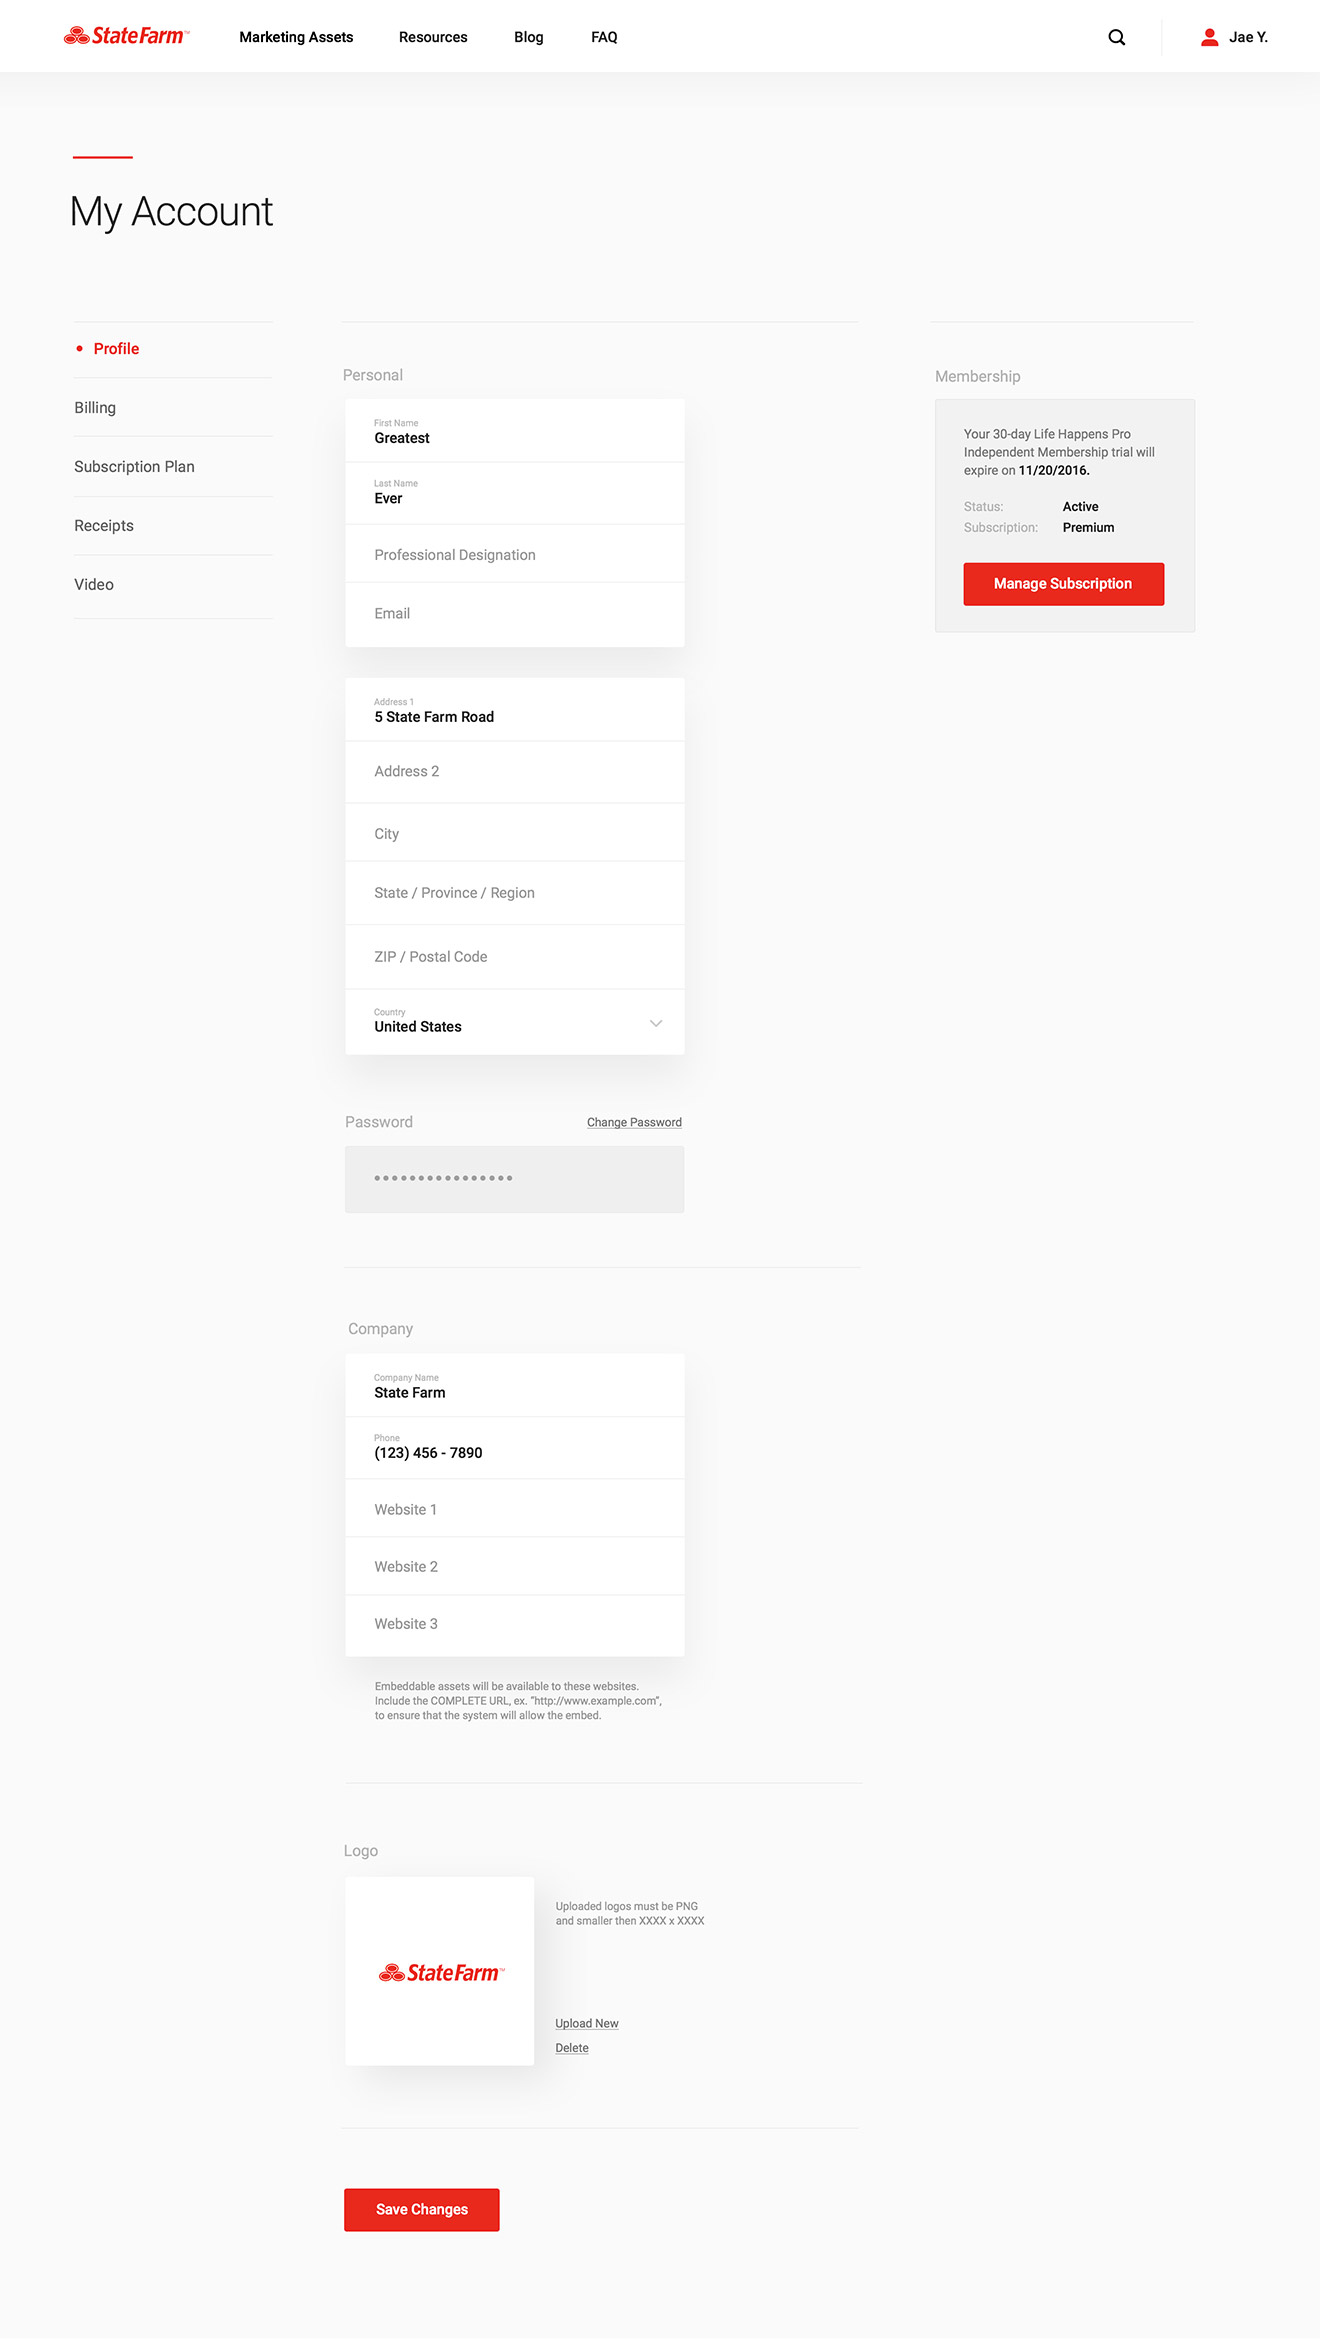 State Farm™
Marketing Assets
Resources
Blog
FAQ
Jae Y.
My Account
Profile
Billing
Subscription Plan
Receipts
Video
Personal
First Name
Greatest
Last Name
Ever
Professional Designation
Email
Address 1
5 State Farm Road
Address 2
City
State / Province / Region
ZIP / Postal Code
Country
United States
Password
Change Password
Company
Company Name
State Farm
Phone
(123) 456 - 7890
Website 1
Website 2
Website 3
Embeddable assets will be available to these websites.
Include the COMPLETE URL, ex. “http://www.example.com”,
to ensure that the system will allow the embed.
Logo
State Farm™
Uploaded logos must be PNG
and smaller then XXXX x XXXX
Upload New
Delete
Save Changes
Membership
Your 30-day Life Happens Pro
Independent Membership trial will
expire on 11/20/2016.
Status: Active
Subscription: Premium
Manage Subscription